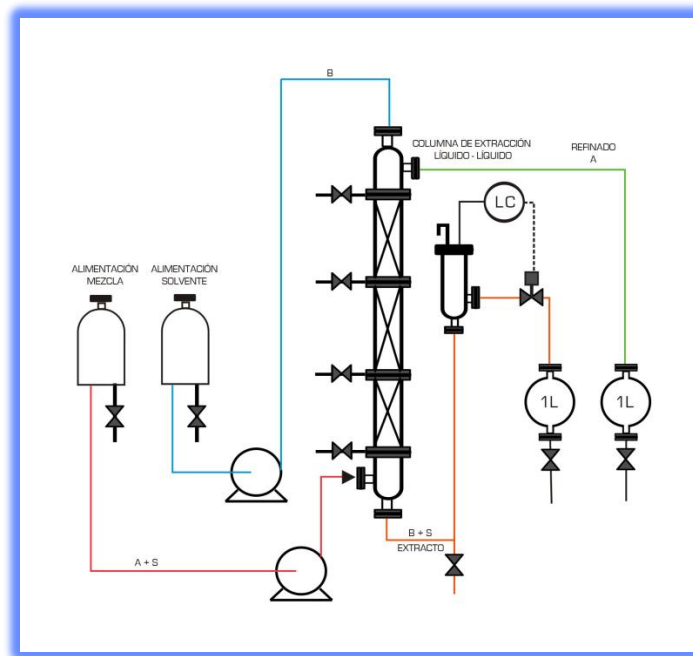 B
COLUMNA DE EXTRACCIÓN
LÍQUIDO - LÍQUIDO
REFINADO
A
LC
ALIMENTACIÓN
MEZCLA
ALIMENTACIÓN
SOLVENTE
1L
1L
B + S
EXTRACTO
A + S